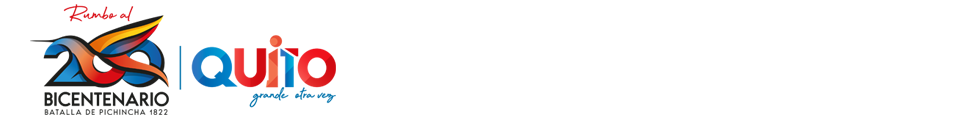 Rumbo al
200
BICENTENARIO
BATALLA DE PICHINCHA 1822
QUITO
grande otra vez